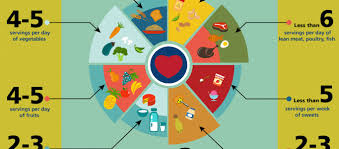 4-5
servings per day
of vegetables
Less than 6
servings per day of
lean meat, poultry, fish
4-5
servings per day
of fruits
Less than 5
servings per week
of sweets
2-3
2-3